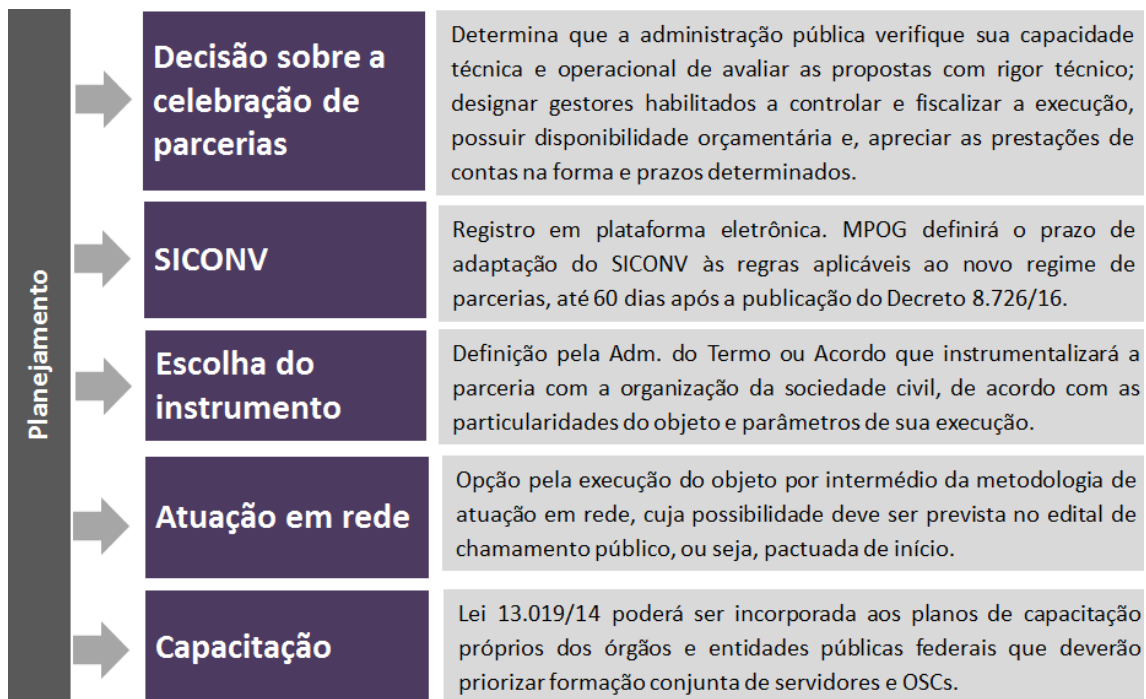 Planejamento
Decisão sobre a
celebração de
parcerias
Determina que a administração pública verifique sua capacidade
técnica e operacional de avaliar as propostas com rigor técnico;
designar gestores habilitados a controlar e fiscalizar a execução,
possuir disponibilidade orçamentária e, apreciar as prestações de
contas na forma e prazos determinados.
SICONV
Registro em plataforma eletrônica. MPOG definirá o prazo de
adaptação do SICONV às regras aplicáveis ao novo regime de
parcerias, até 60 dias após a publicação do Decreto 8.726/16.
Escolha do
instrumento
Definição pela Adm. do Termo ou Acordo que instrumentalizará a
parceria com a organização da sociedade civil, de acordo com as
particularidades do objeto e parâmetros de sua execução.
Atuação em rede
Opção pela execução do objeto por intermédio da metodologia de
atuação em rede, cuja possibilidade deve ser prevista no edital de
chamamento público, ou seja, pactuada de início.
Capacitação
Lei 13.019/14 poderá ser incorporada aos planos de capacitação
próprios dos órgãos e entidades públicas federais que deverão
priorizar formação conjunta de servidores e OSCs.